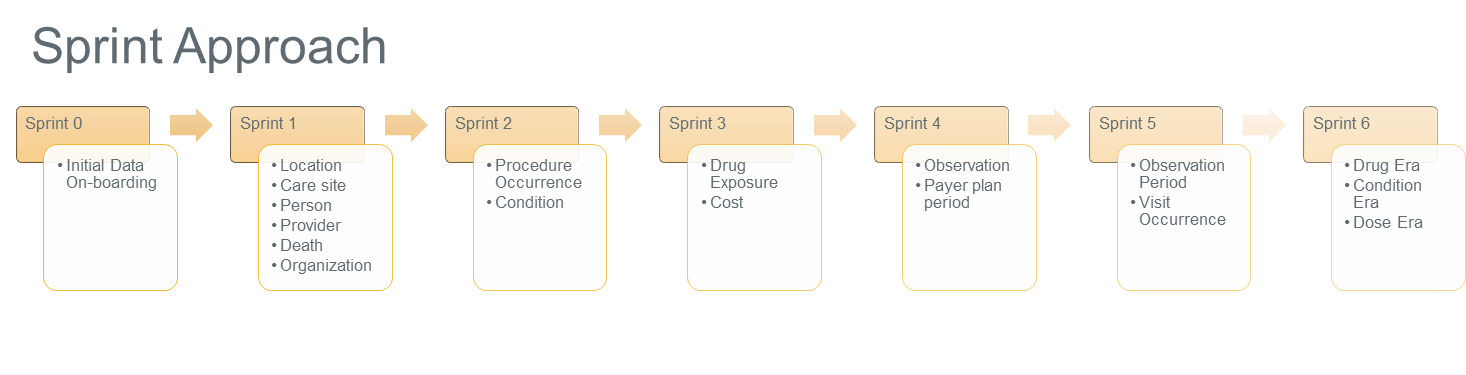 Sprint Approach
Sprint 0
• Initial Data
On-boarding
Sprint 1
• Location
• Care site
• Person
• Provider
• Death
• Organization
Sprint 2
• Procedure
Occurrence
• Condition
Sprint 3
• Drug
Exposure
• Cost
Sprint 4
• Observation
• Payer plan
period
Sprint 5
• Observation
Period
• Visit
Occurrence
Sprint 6
• Drug Era
• Condition
Era
• Dose Era